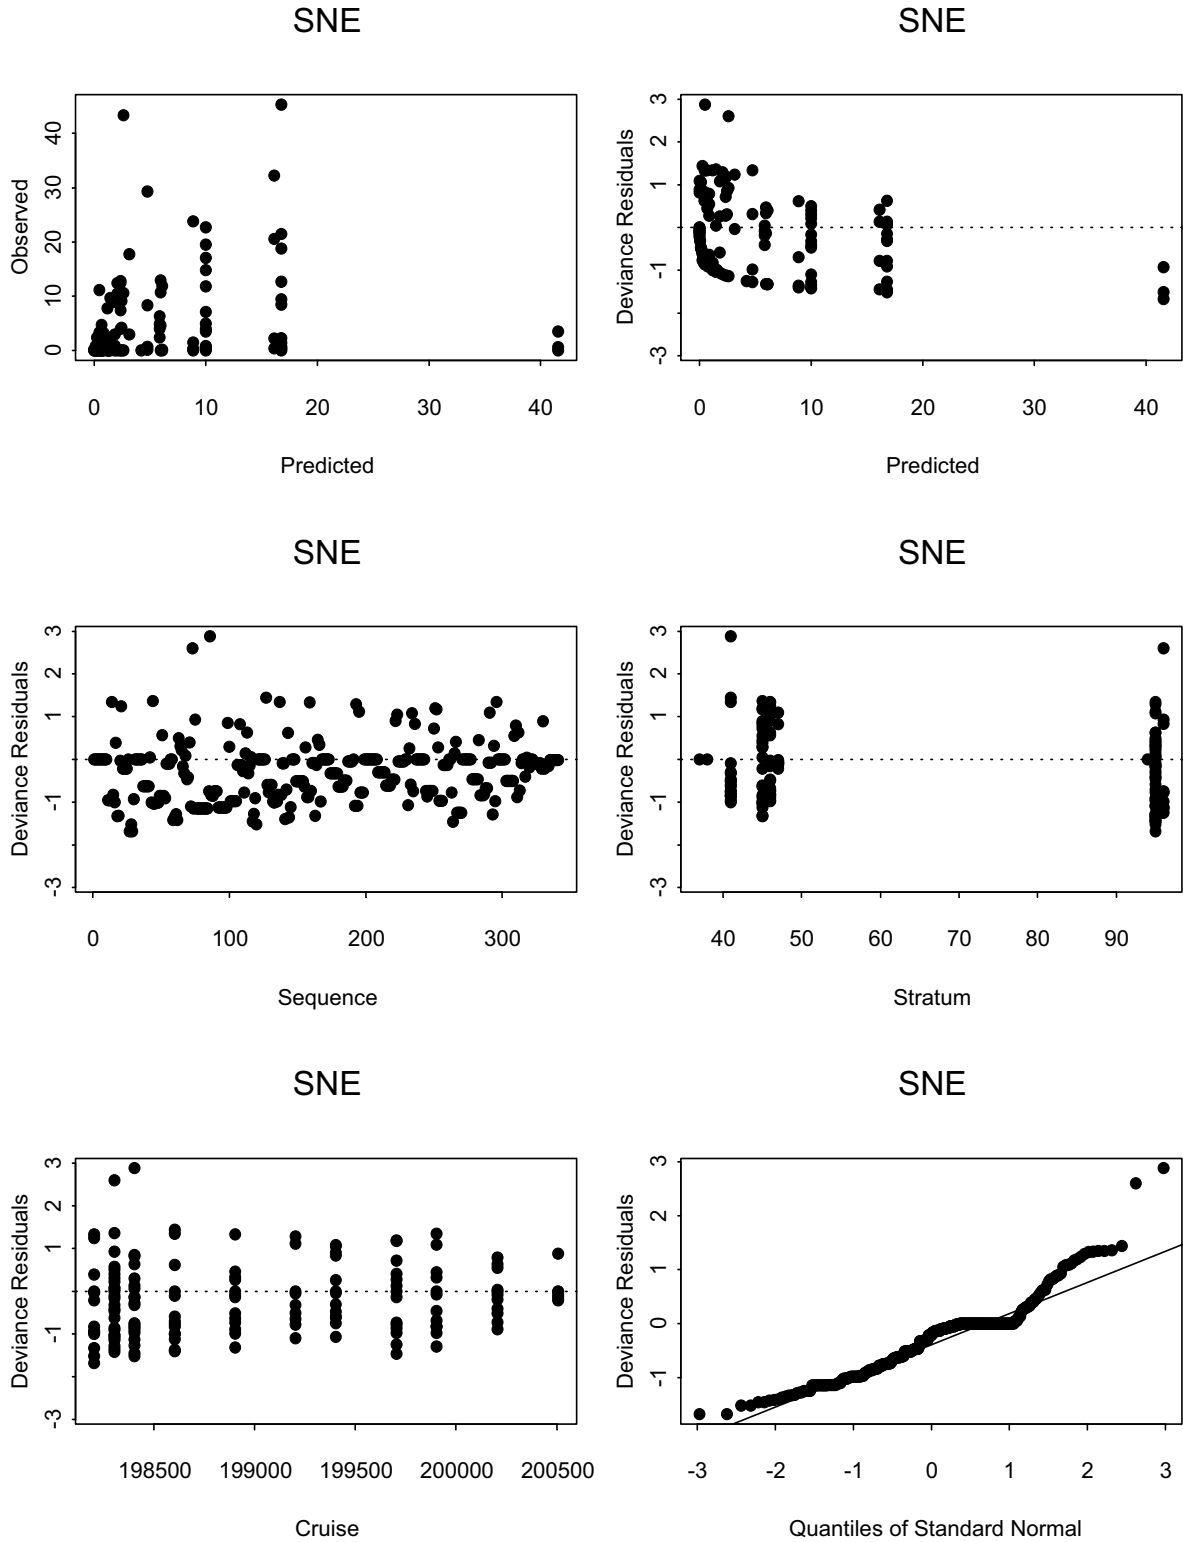 SNE SNE
Observed
0 10 20 30 40
0 10 20 30 40
Predicted
Deviance Residuals
-3 -1 1 2 3
0 10 20 30 40
Predicted
SNE SNE
Deviance Residuals
-3 -1 1 2 3
0 100 200 300
Sequence
Deviance Residuals
-3 -1 1 2 3
40 50 60 70 80 90
Stratum
SNE SNE
Deviance Residuals
-3 -1 1 2 3
198500 199000 199500 200000 200500
Cruise
Deviance Residuals
-1 0 1 2 3
-3 -2 -1 0 1 2 3
Quantiles of Standard Normal